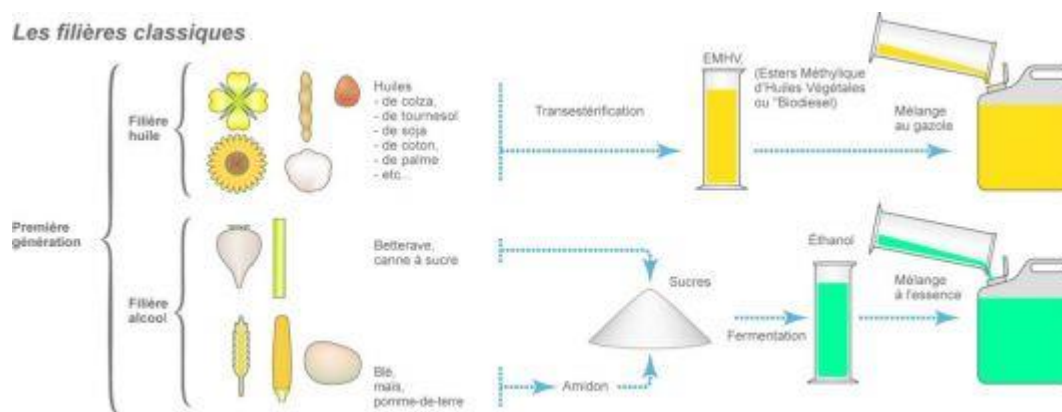 Les filières classiques
Première
génération
Filière
huile
Huiles
- de colza,
- de tournesol
- de soja
- de coton,
- de palme
- etc...
Transestérification
EMHV,
(Esters Méthylique
d'Huiles Végétales
ou "Biodiesel)
Mélange
au gazole
Filière
alcool
Betterave,
canne à sucre
Blé,
maïs,
pomme-de-terre
Amidon
Sucres
Fermentation
Éthanol
Mélange
à l'essence